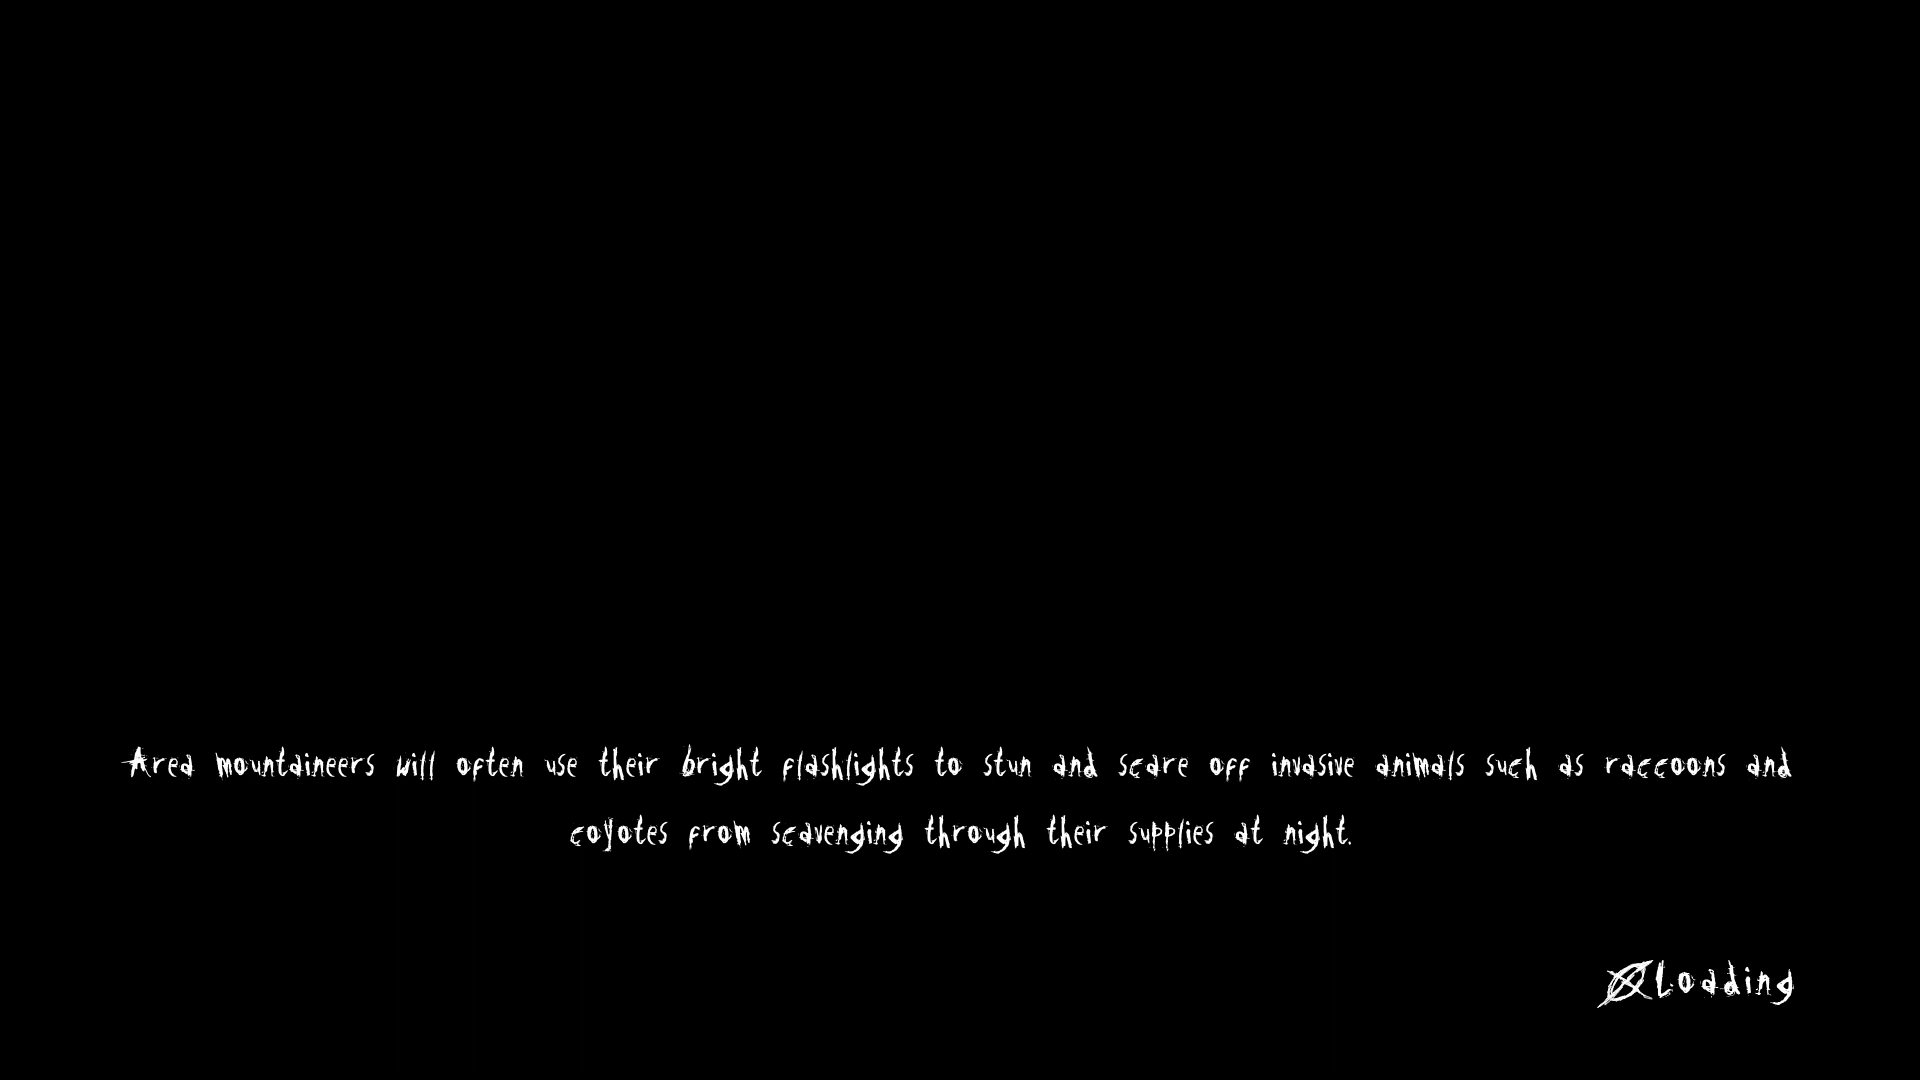 Area mountaineers will often use their bright flashlights to stun and scare off invasive animals such as raccoons and
coyotes from scavenging through their supplies at night.
Loading